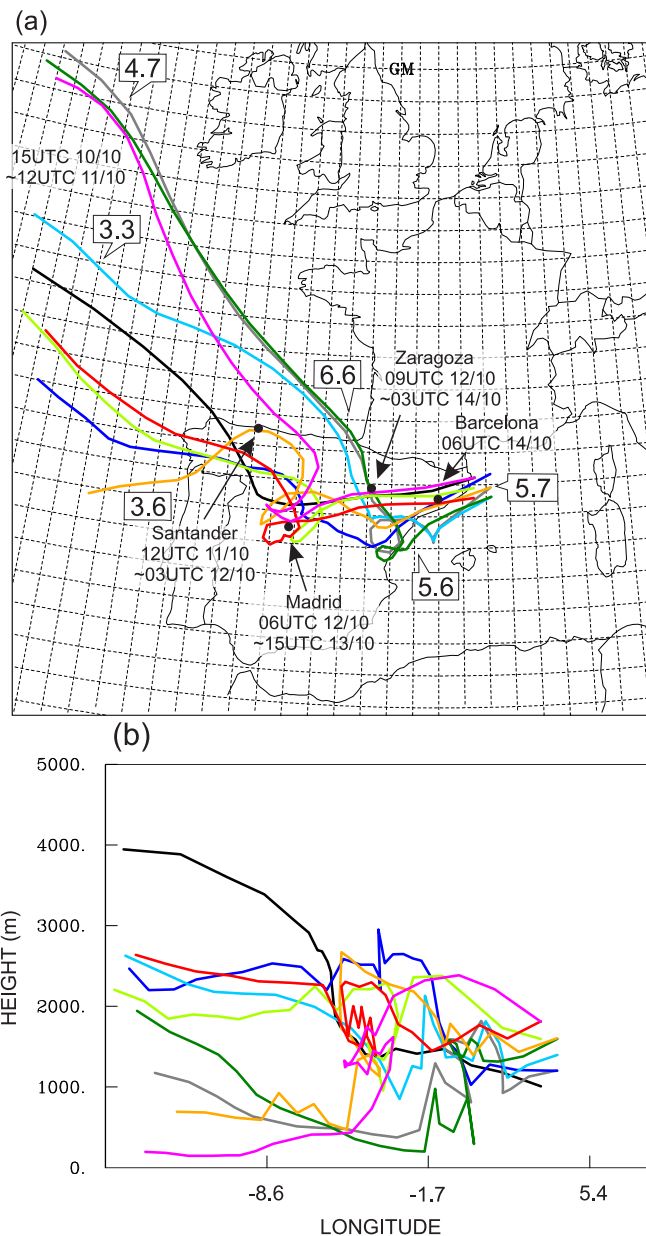 (a)
GM
4.7
15UTC 10/10
~12UTC 11/10
3.3
6.6
Zaragoza
09UTC 12/10
~03UTC 14/10
Barcelona
06UTC 14/10
5.7
3.6
Santander
12UTC 11/10
~03UTC 12/10
5.6
Madrid
06UTC 12/10
~15UTC 13/10
(b)
5000.
4000.
3000.
2000.
1000.
0.
HEIGHT (m)
-8.6
-1.7
5.4
LONGITUDE